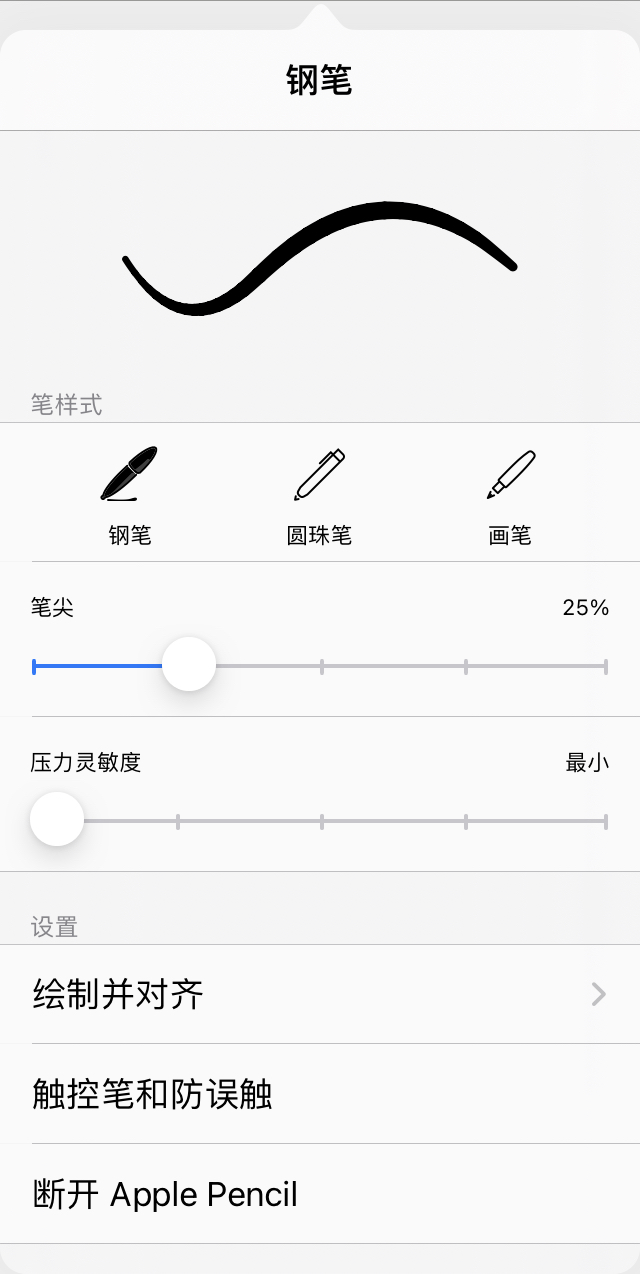 钢笔
笔样式
钢笔 圆珠笔 画笔
笔尖 25%
压力灵敏度 最小
设置
绘制并对齐
触控笔和防误触
断开 Apple Pencil